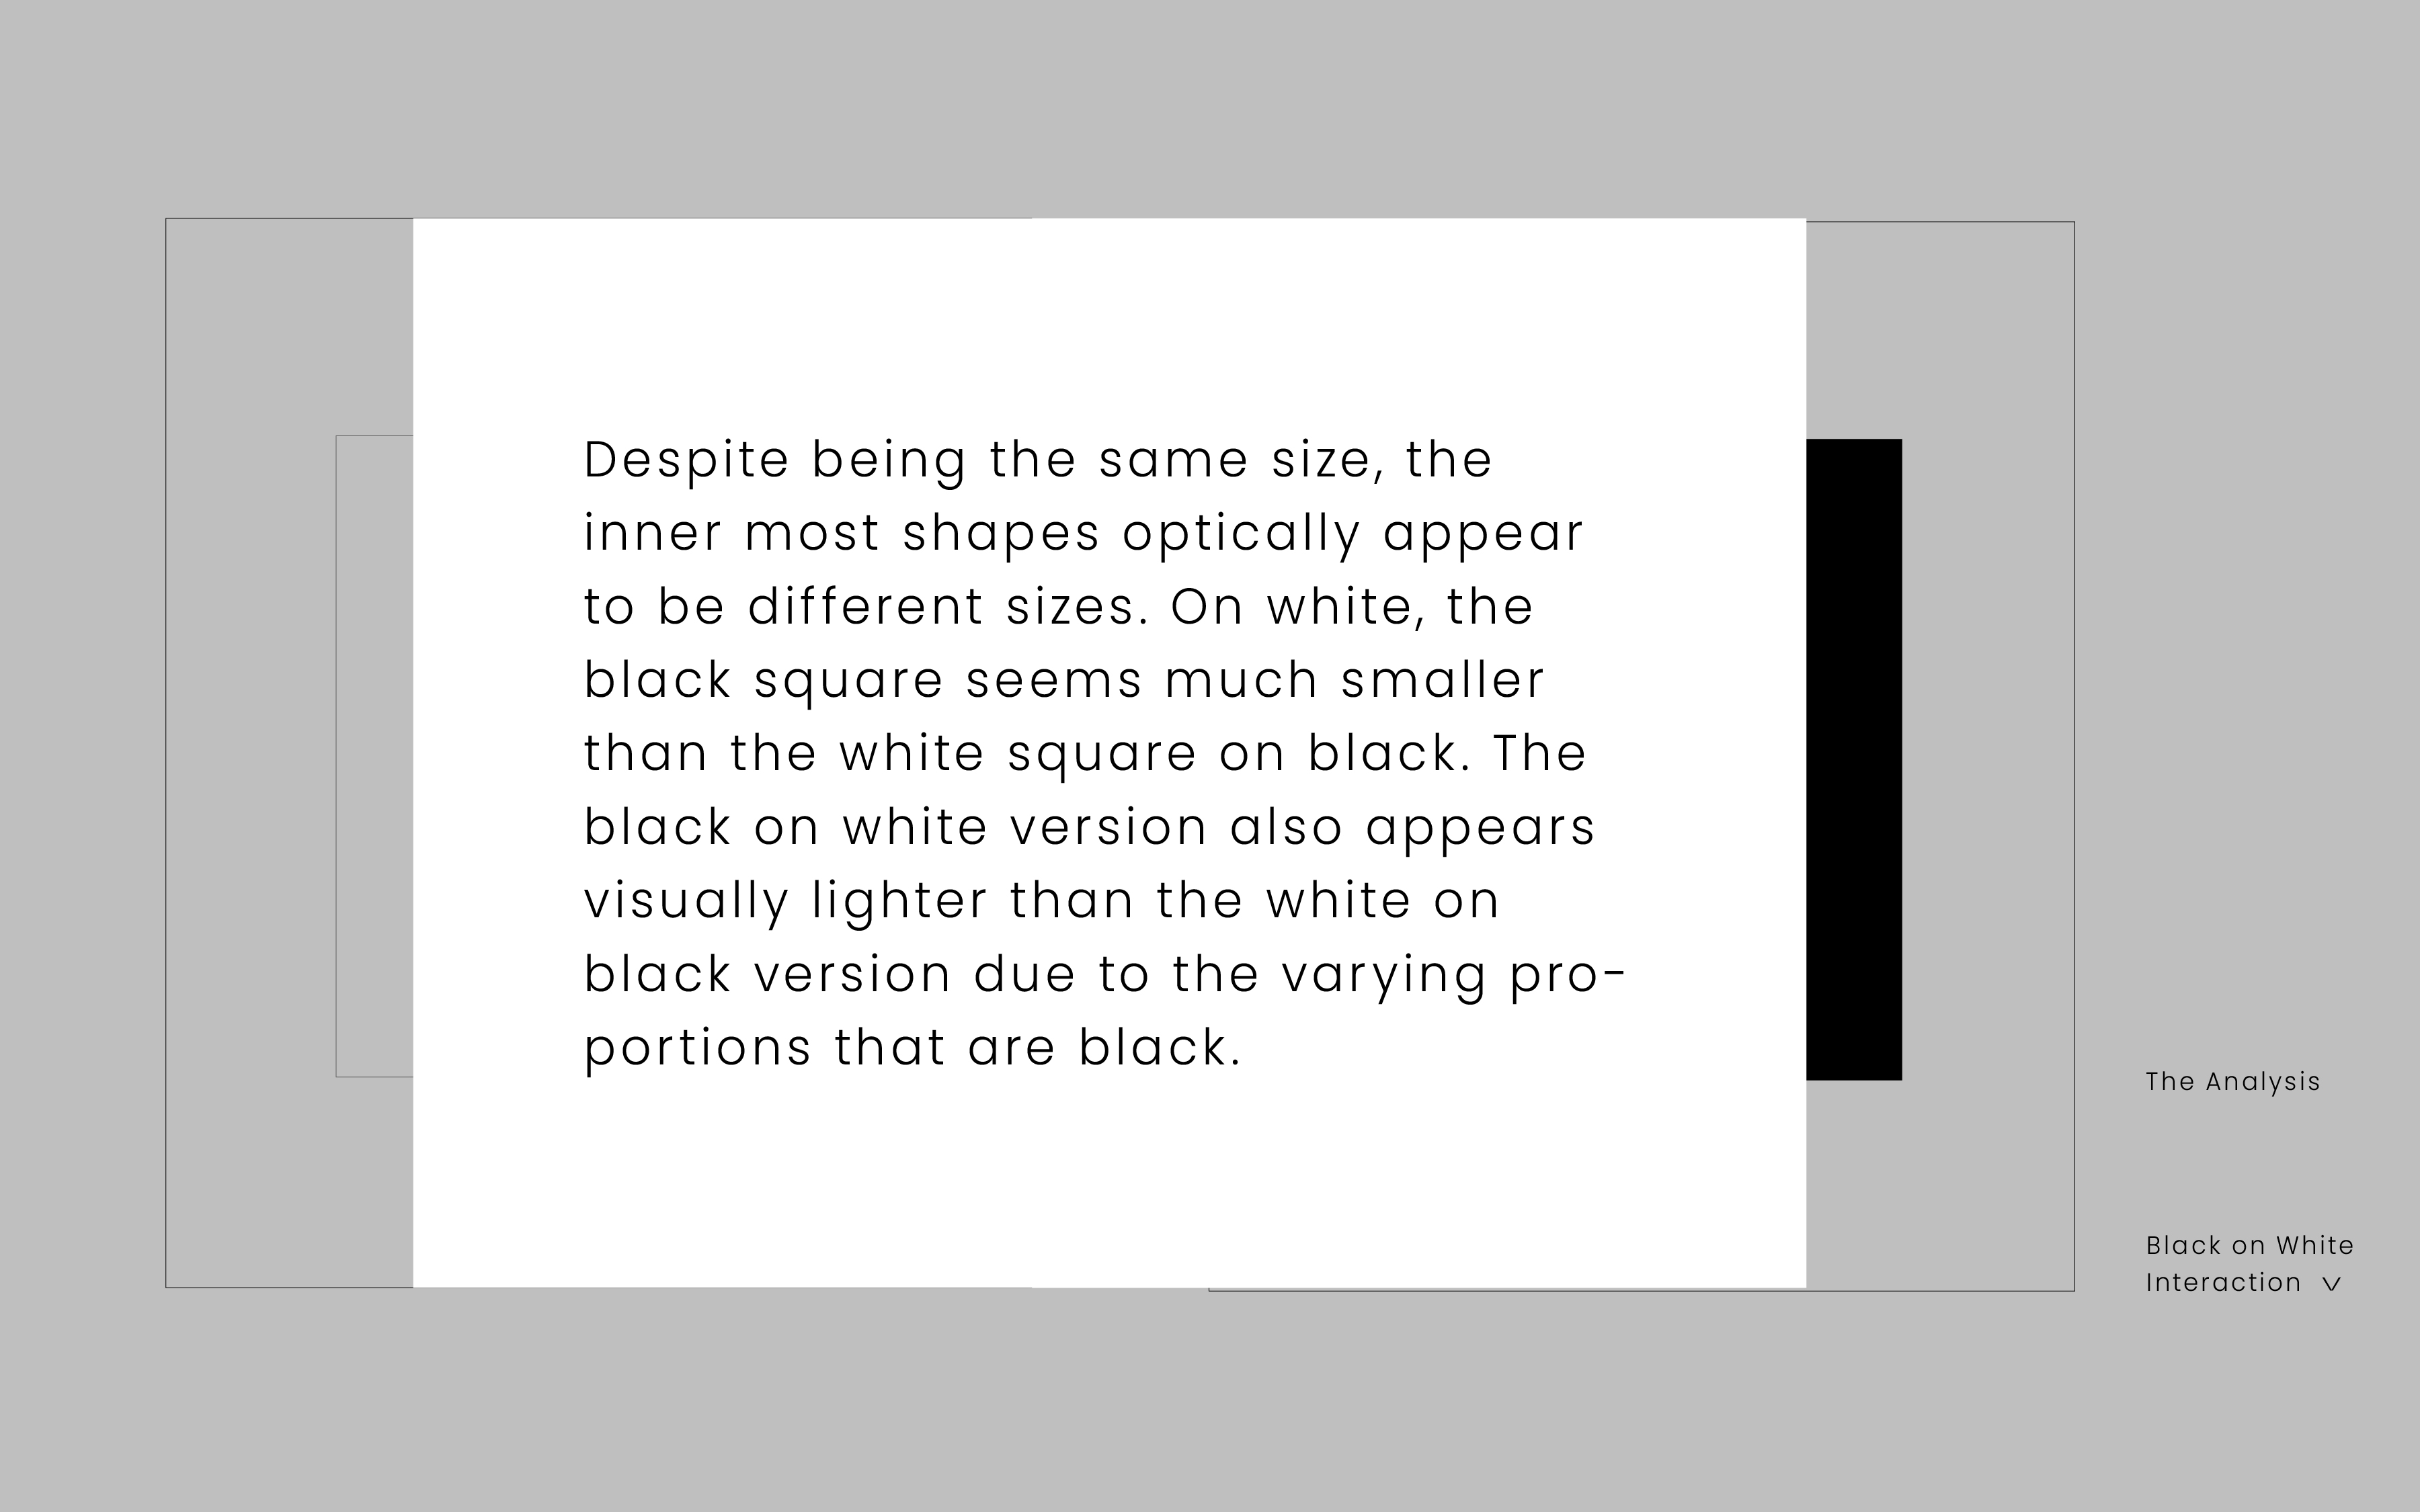 Despite being the same size, the
inner most shapes optically appear
to be different sizes. On white, the
black square seems much smaller
than the white square on black. The
black on white version also appears
visually lighter than the white on
black version due to the varying pro-
portions that are black.
The Analysis
Black on White
Interaction